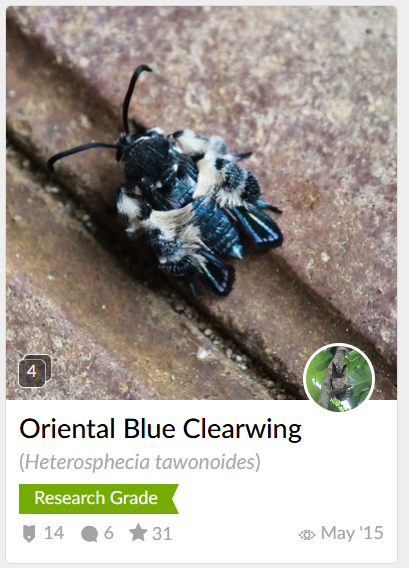 4
Oriental Blue Clearwing
(Heterosphecia tawonoides)
Research Grade
14 6 31 May '15